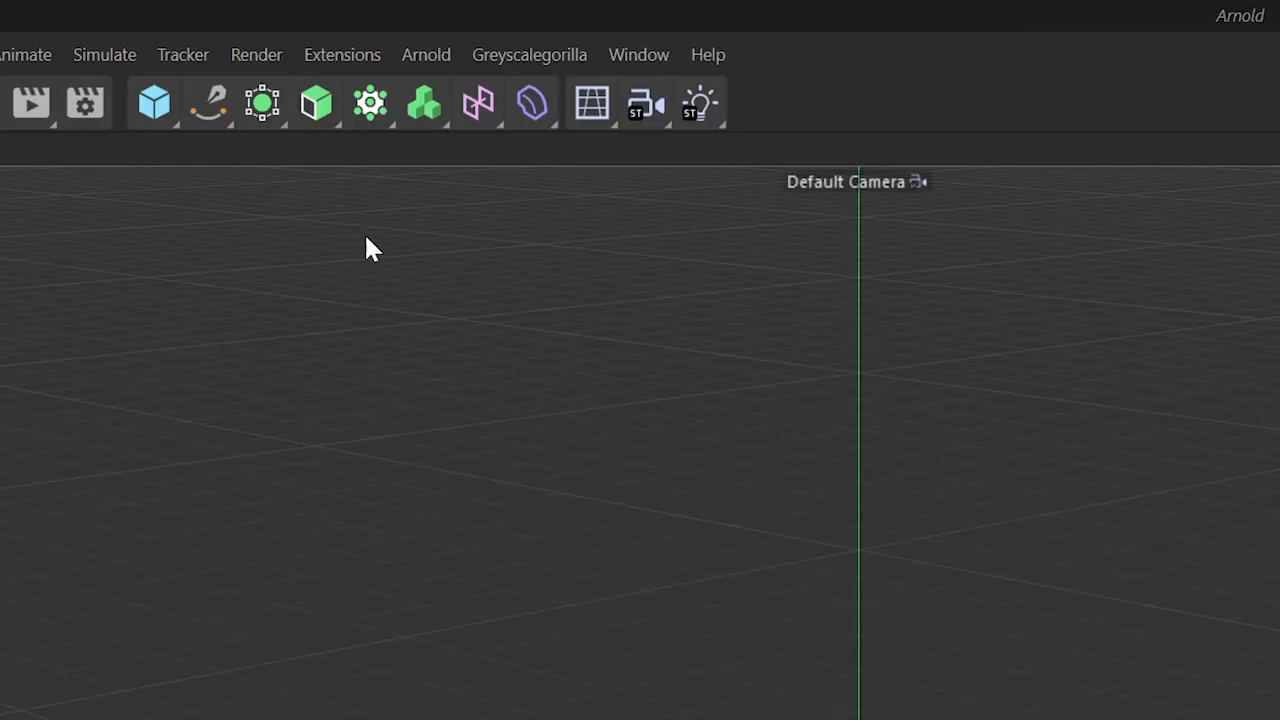 Arnold
nimate Simulate Tracker Render Extensions Arnold Greyscalegorilla Window Help
ST ST
Default Camera